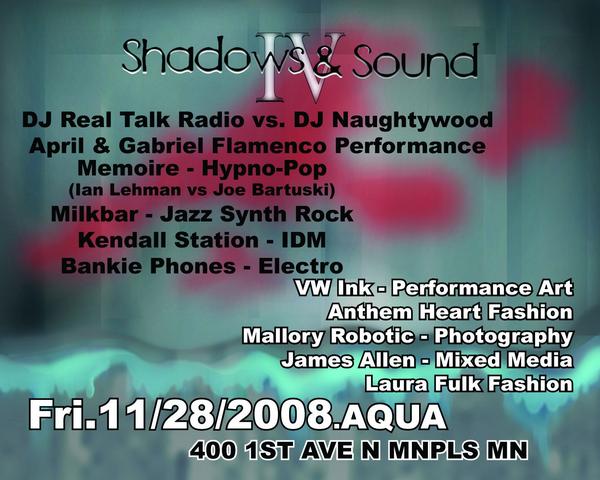 Shadows & Sound
IV
DJ Real Talk Radio vs. DJ Naughtywood
April & Gabriel Flamenco Performance
Memoire - Hypno-Pop
(Ian Lehman vs Joe Bartuski)
Milkbar - Jazz Synth Rock
Kendall Station - IDM
Bankie Phones - Electro
VW Ink - Performance Art
Anthem Heart Fashion
Mallory Robotic - Photography
James Allen - Mixed Media
Laura Fulk Fashion
Fri.11/28/2008.AQUA
400 1ST AVE N MNPLS MN